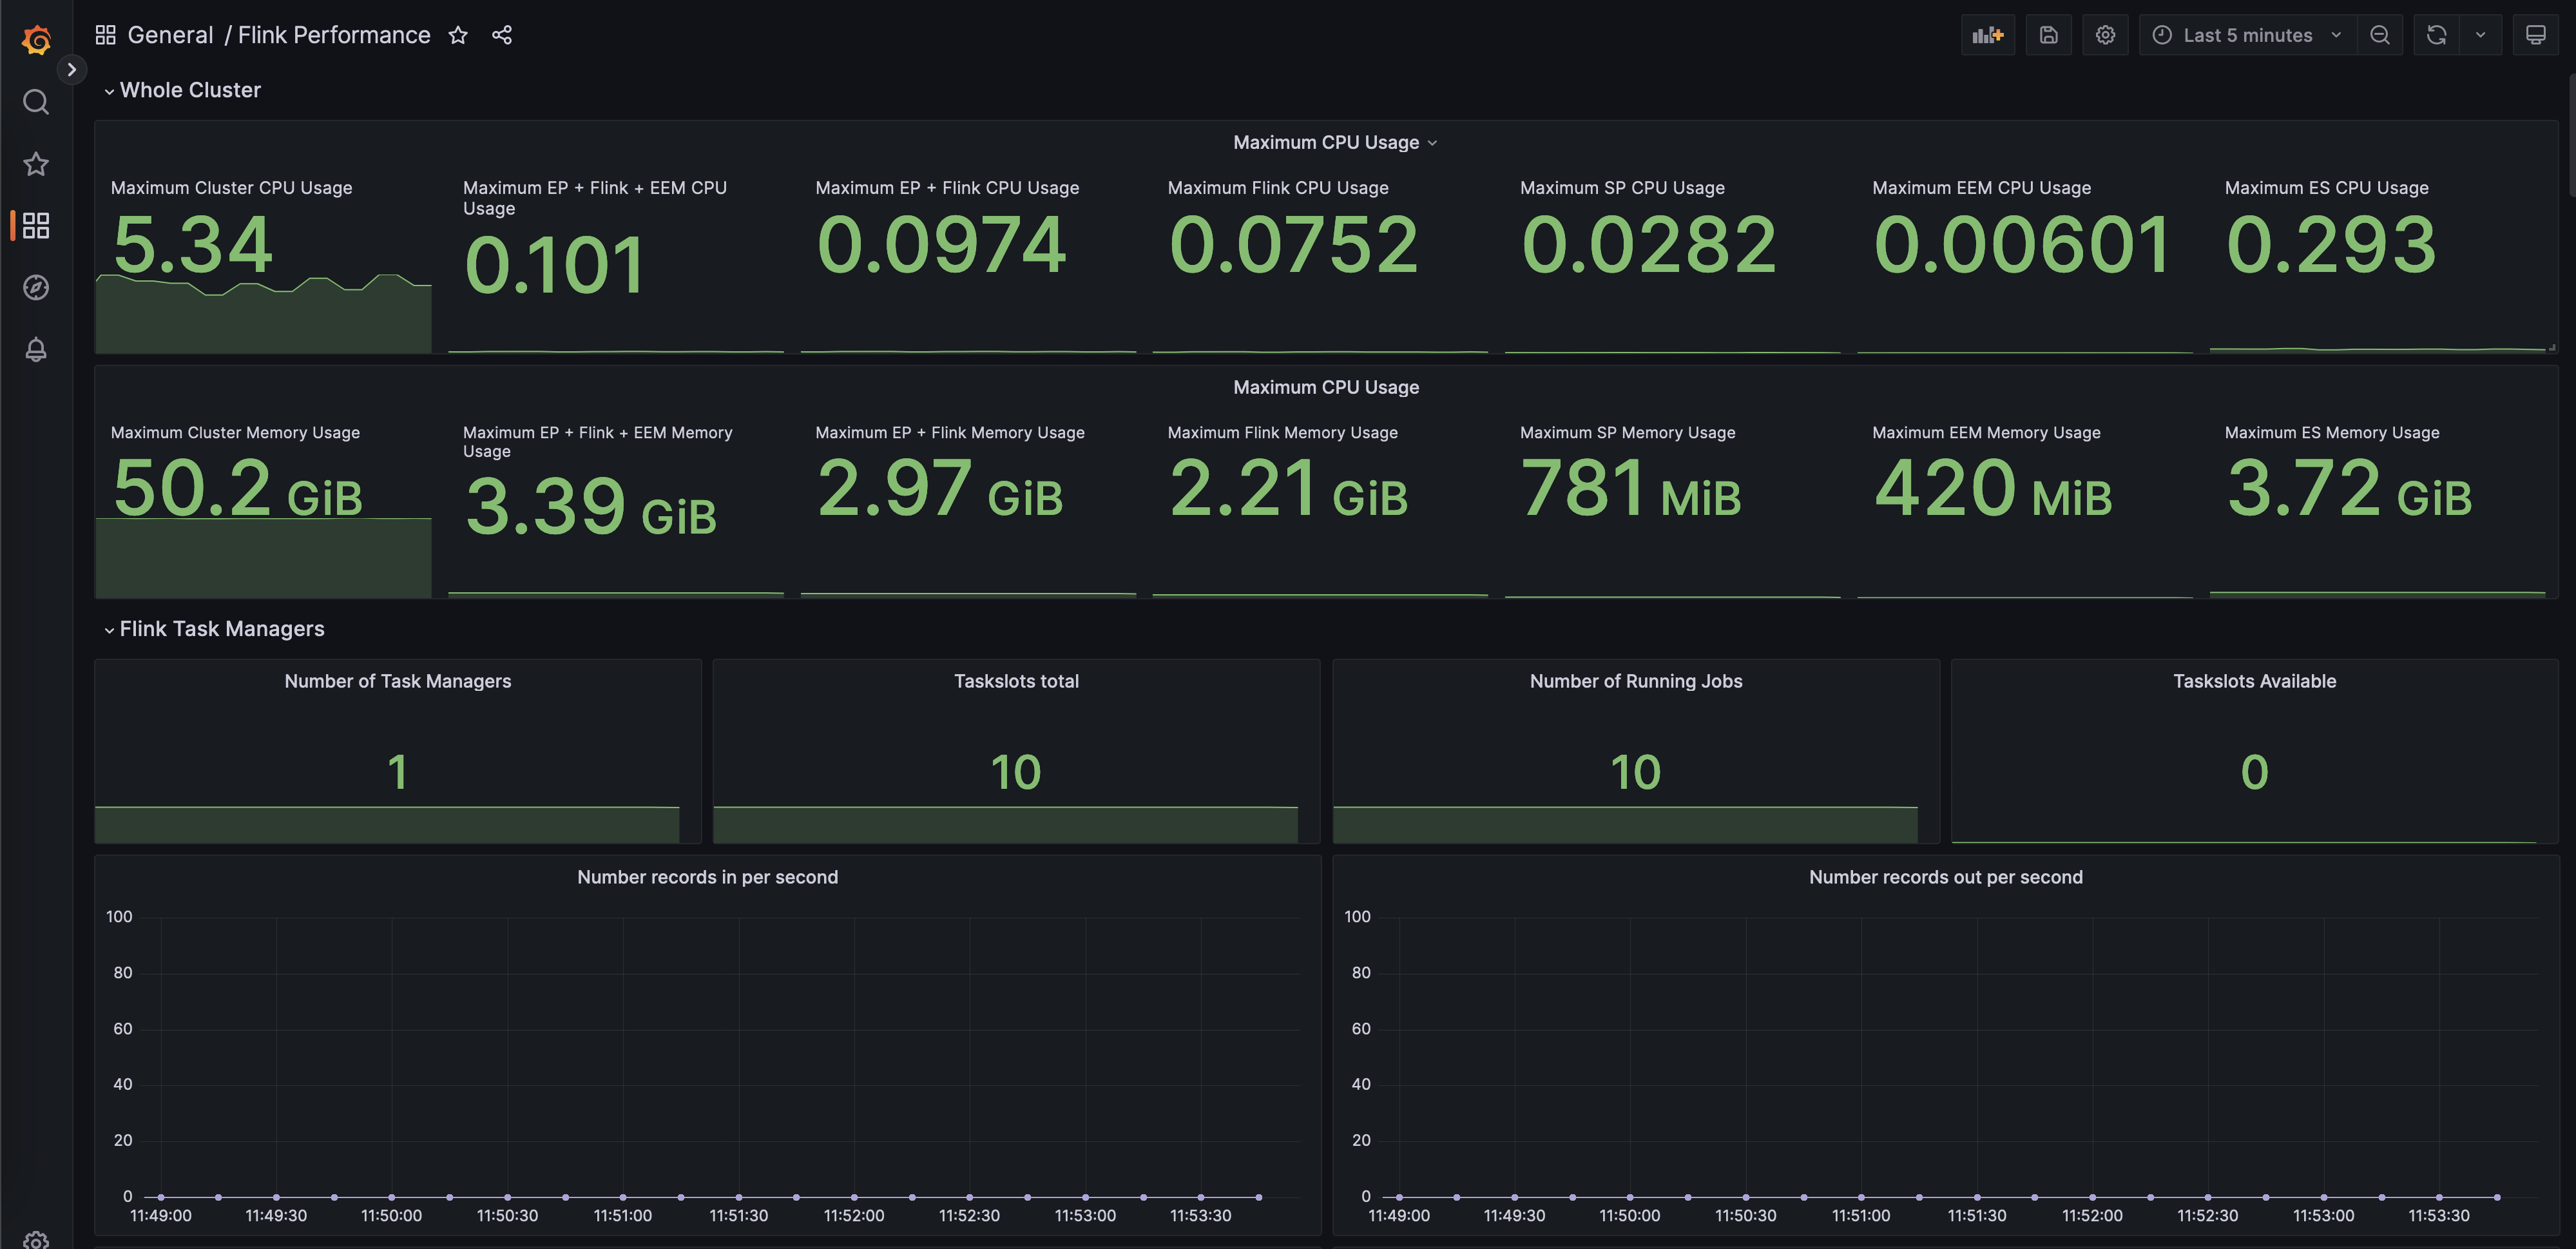 General / Flink Performance
Last 5 minutes
Whole Cluster
Maximum CPU Usage
Maximum Cluster CPU Usage
5.34
Maximum EP + Flink + EEM CPU
Usage
0.101
Maximum EP + Flink CPU Usage
0.0974
Maximum Flink CPU Usage
0.0752
Maximum SP CPU Usage
0.0282
Maximum EEM CPU Usage
0.00601
Maximum ES CPU Usage
0.293
Maximum CPU Usage
Maximum Cluster Memory Usage
50.2 GiB
Maximum EP + Flink + EEM Memory
Usage
3.39 GiB
Maximum EP + Flink Memory Usage
2.97 GiB
Maximum Flink Memory Usage
2.21 GiB
Maximum SP Memory Usage
781 MiB
Maximum EEM Memory Usage
420 MiB
Maximum ES Memory Usage
3.72 GiB
Flink Task Managers
Number of Task Managers
1
Taskslots total
10
Number of Running Jobs
10
Taskslots Available
0
Number records in per second
100
80
60
40
20
0
11:49:00 11:49:30 11:50:00 11:50:30 11:51:00 11:51:30 11:52:00 11:52:30 11:53:00 11:53:30
Number records out per second
100
80
60
40
20
0
11:49:00 11:49:30 11:50:00 11:50:30 11:51:00 11:51:30 11:52:00 11:52:30 11:53:00 11:53:30